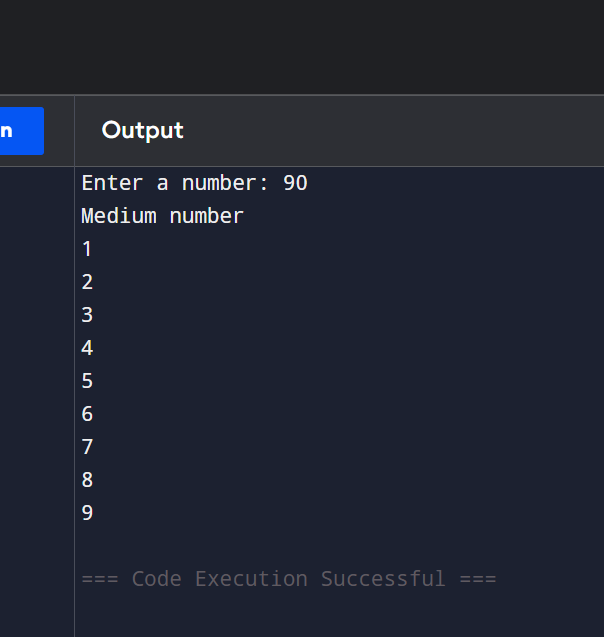 n
Output
Enter a number: 90
Medium number
1
2
3
4
5
6
7
8
9
=== Code Execution Successful ===